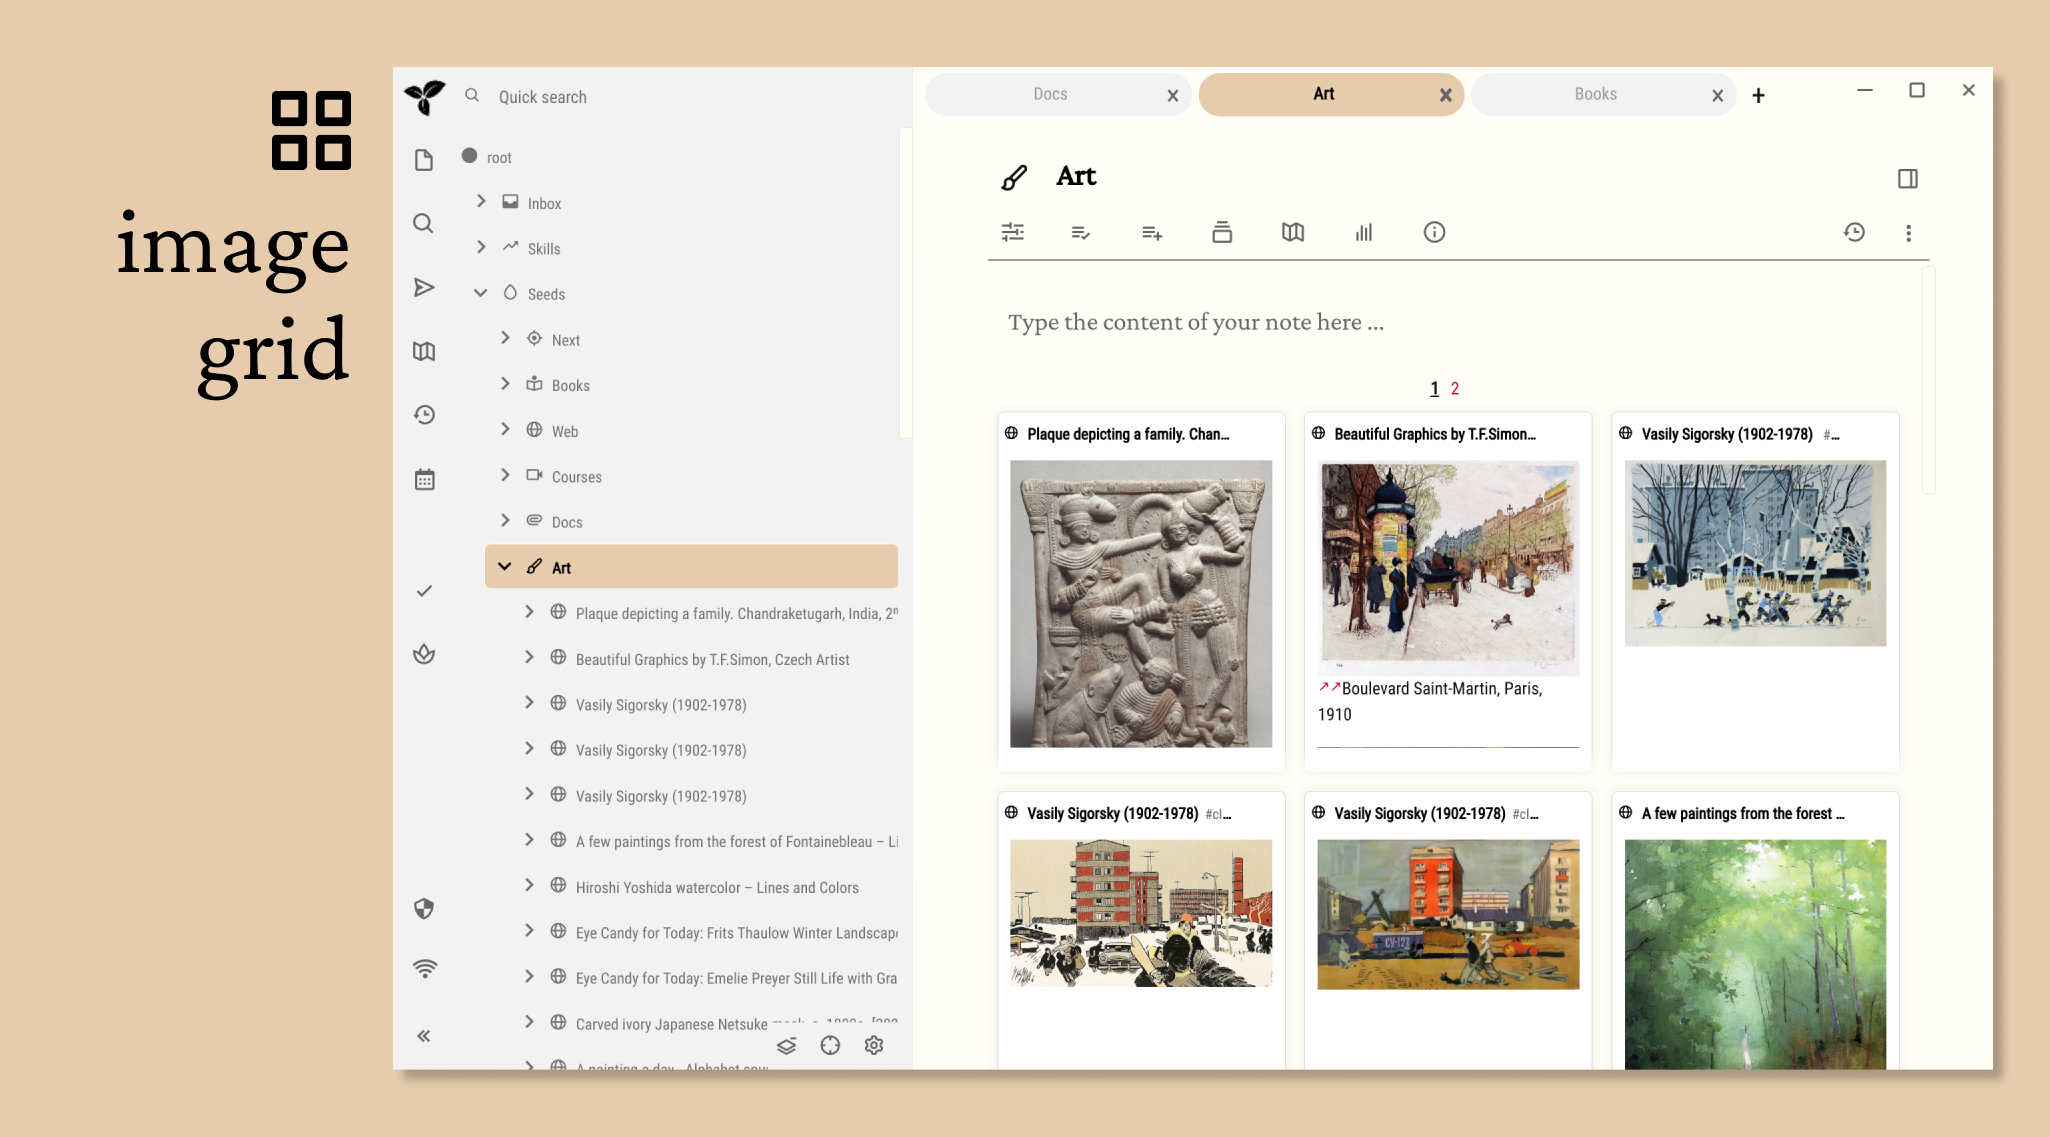 image
grid
Quick search
root
Inbox
Skills
Seeds
Next
Books
Web
Courses
Docs
Art
Plaque depicting a family. Chandraketugarh, India, 2ⁿ
Beautiful Graphics by T.F.Simon, Czech Artist
Vasily Sigorsky (1902-1978)
Vasily Sigorsky (1902-1978)
Vasily Sigorsky (1902-1978)
A few paintings from the forest of Fontainebleau – Li
Hiroshi Yoshida watercolor – Lines and Colors
Eye Candy for Today: Frits Thaulow Winter Landscape
Eye Candy for Today: Emelie Preyer Still Life with Gra
Carved ivory Japanese Netsuke
A painting a day
Docs
Art
Books
Art
Type the content of your note here ...
1 2
Plaque depicting a family. Chan...
Beautiful Graphics by T.F.Simon...
↗↗Boulevard Saint-Martin, Paris,
1910
Vasily Sigorsky (1902-1978) #...
Vasily Sigorsky (1902-1978) #cl...
Vasily Sigorsky (1902-1978) #cl...
СУ-127
A few paintings from the forest ...